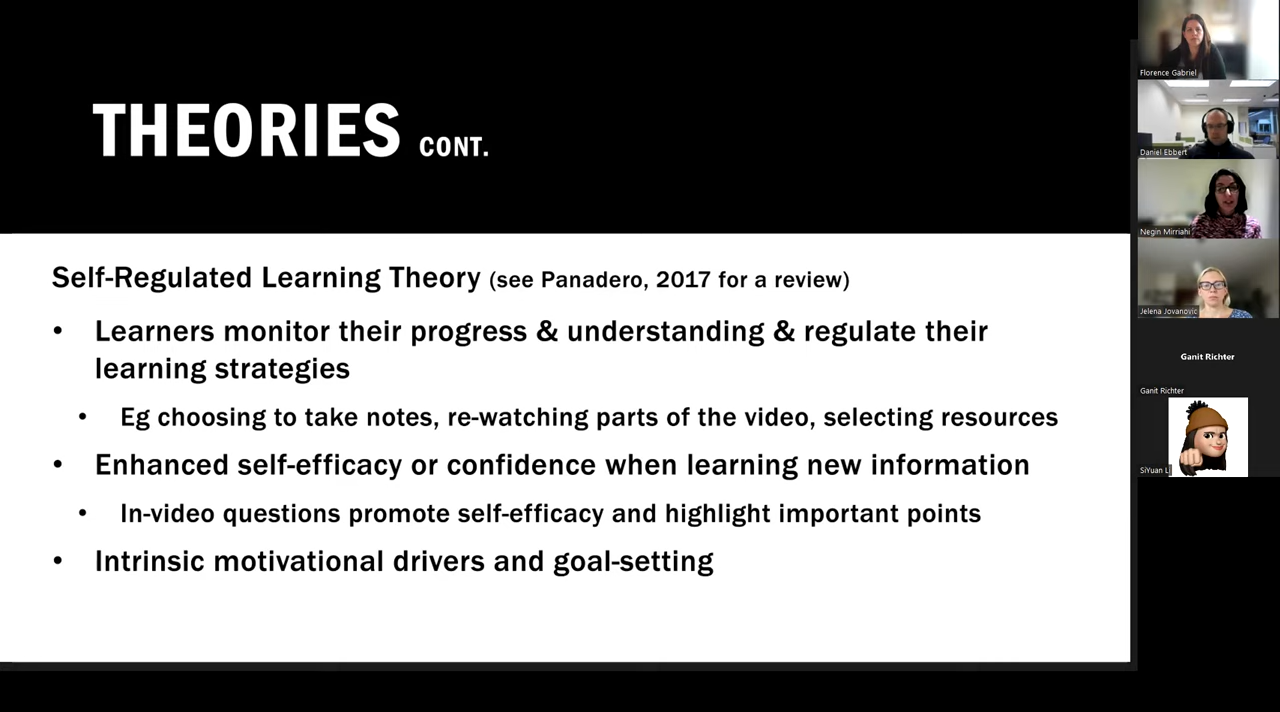 THEORIES CONT.
Self-Regulated Learning Theory (see Panadero, 2017 for a review)
• Learners monitor their progress & understanding & regulate their
learning strategies
• Eg choosing to take notes, re-watching parts of the video, selecting resources
• Enhanced self-efficacy or confidence when learning new information
• In-video questions promote self-efficacy and highlight important points
• Intrinsic motivational drivers and goal-setting
Florence Gabriel
Daniel Ebbert
Negin Mirriahi
Jelena Jovanovic
Ganit Richter
Ganit Richter
SiYuan L